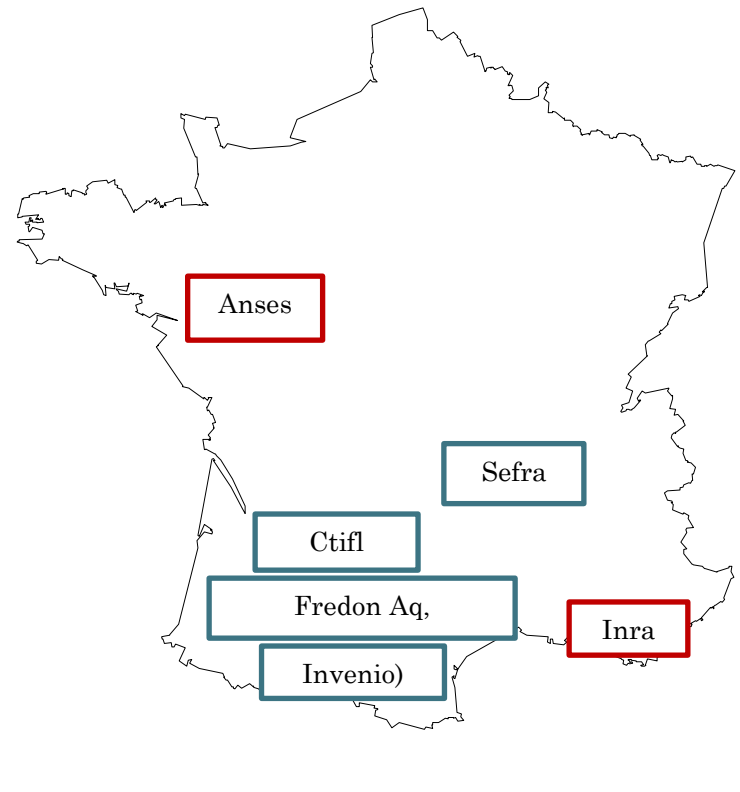 Anses
Sefra
Ctifl
Fredon Aq,
Inra
Invenio)